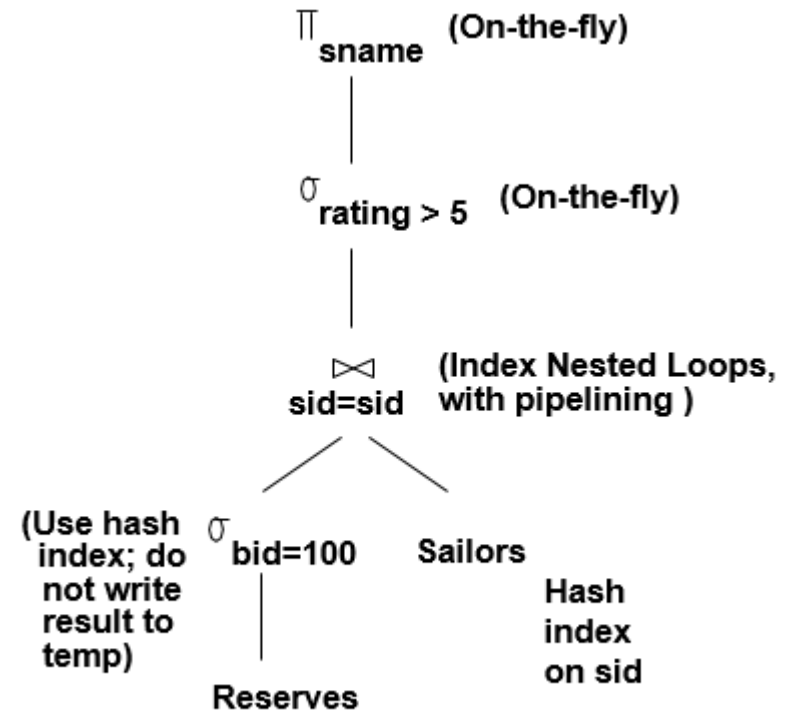 π sname (On-the-fly)
σ rating > 5 (On-the-fly)
⋈ (Index Nested Loops,
sid=sid with pipelining )
(Use hash
index; do
not write
result to
temp)
σ bid=100
Sailors
Hash
index
on sid
Reserves